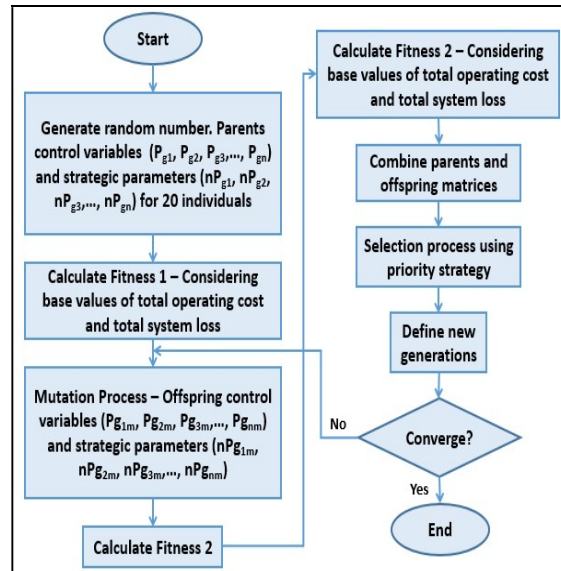 Start
Generate random number. Parents
control variables (Pg1, Pg2, Pg3,..., Pgn)
and strategic parameters (nPg1, nPg2,
nPg3,..., nPgn) for 20 individuals
Calculate Fitness 1 – Considering
base values of total operating cost
and total system loss
Mutation Process – Offspring control
variables (Pg1m, Pg2m, Pg3m,..., Pgnm)
and strategic parameters (nPg1m,
nPg2m, nPg3m,..., nPgnm)
Calculate Fitness 2
Calculate Fitness 2 – Considering
base values of total operating cost
and total system loss
Combine parents and
offspring matrices
Selection process using
priority strategy
Define new
generations
No
Converge?
Yes
End